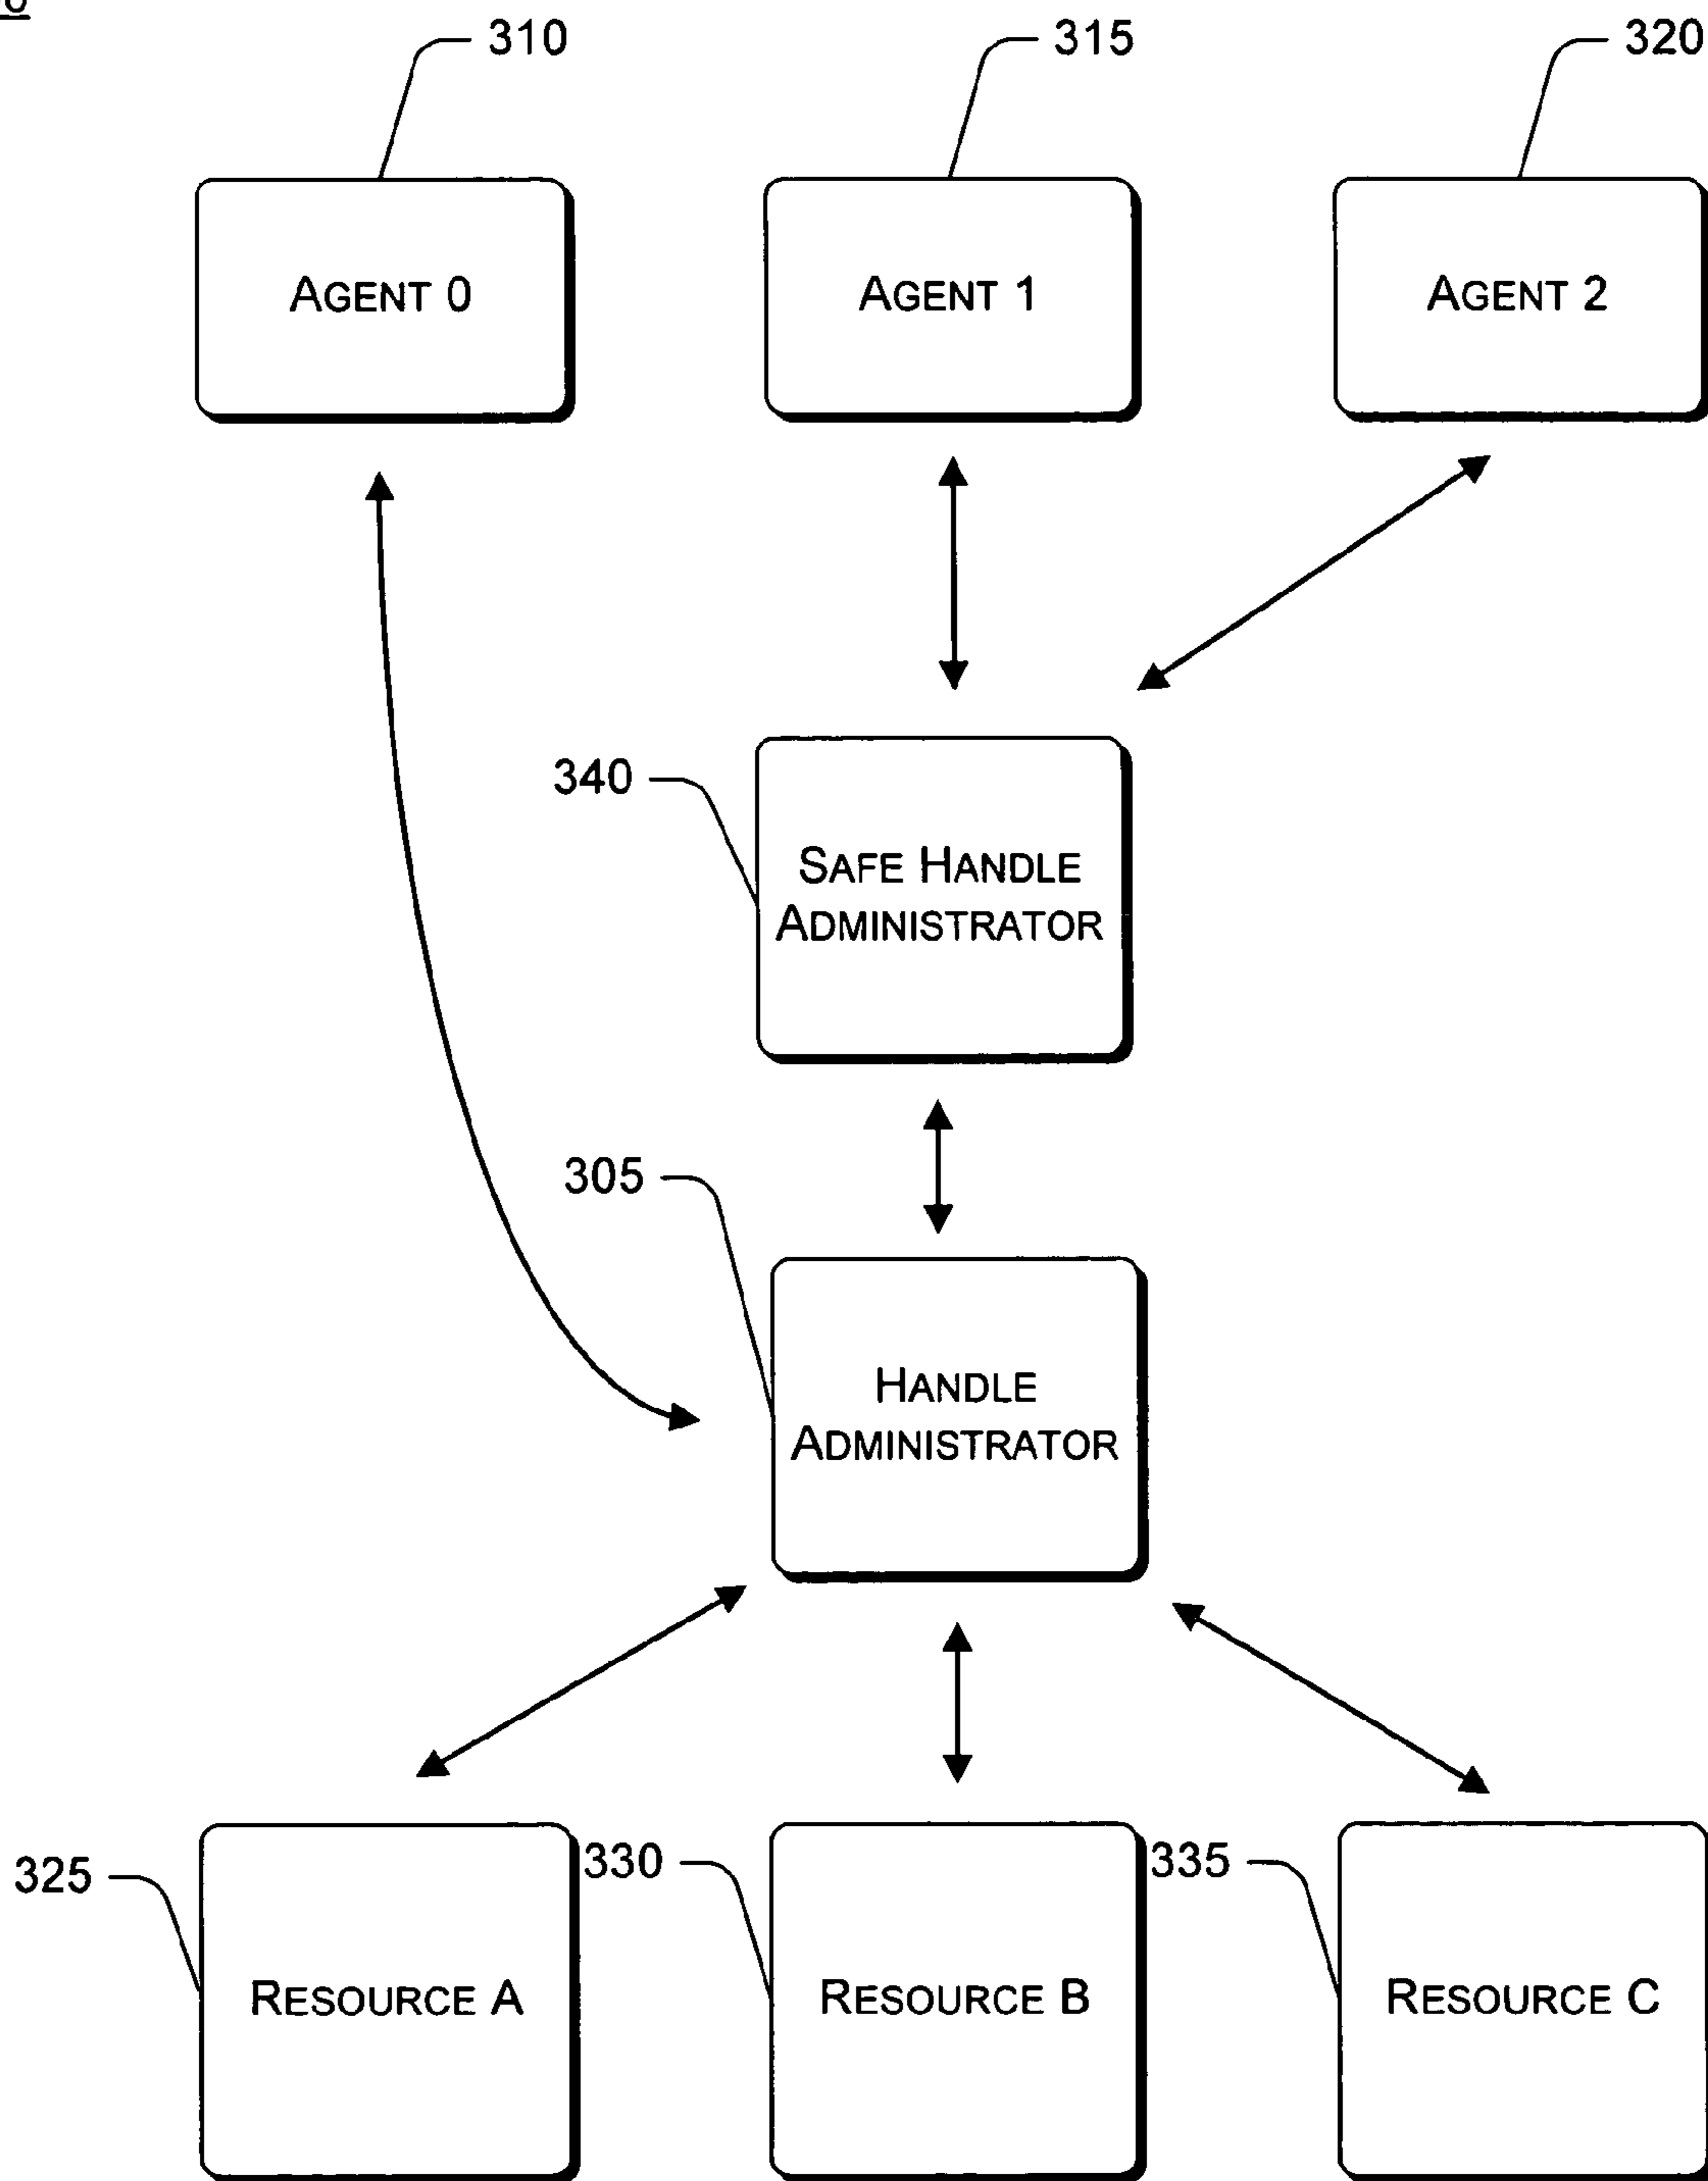 310
315
320
AGENT 0
AGENT 1
AGENT 2
340
SAFE HANDLE
ADMINISTRATOR
305
HANDLE
ADMINISTRATOR
325
330
335
RESOURCE A
RESOURCE B
RESOURCE C